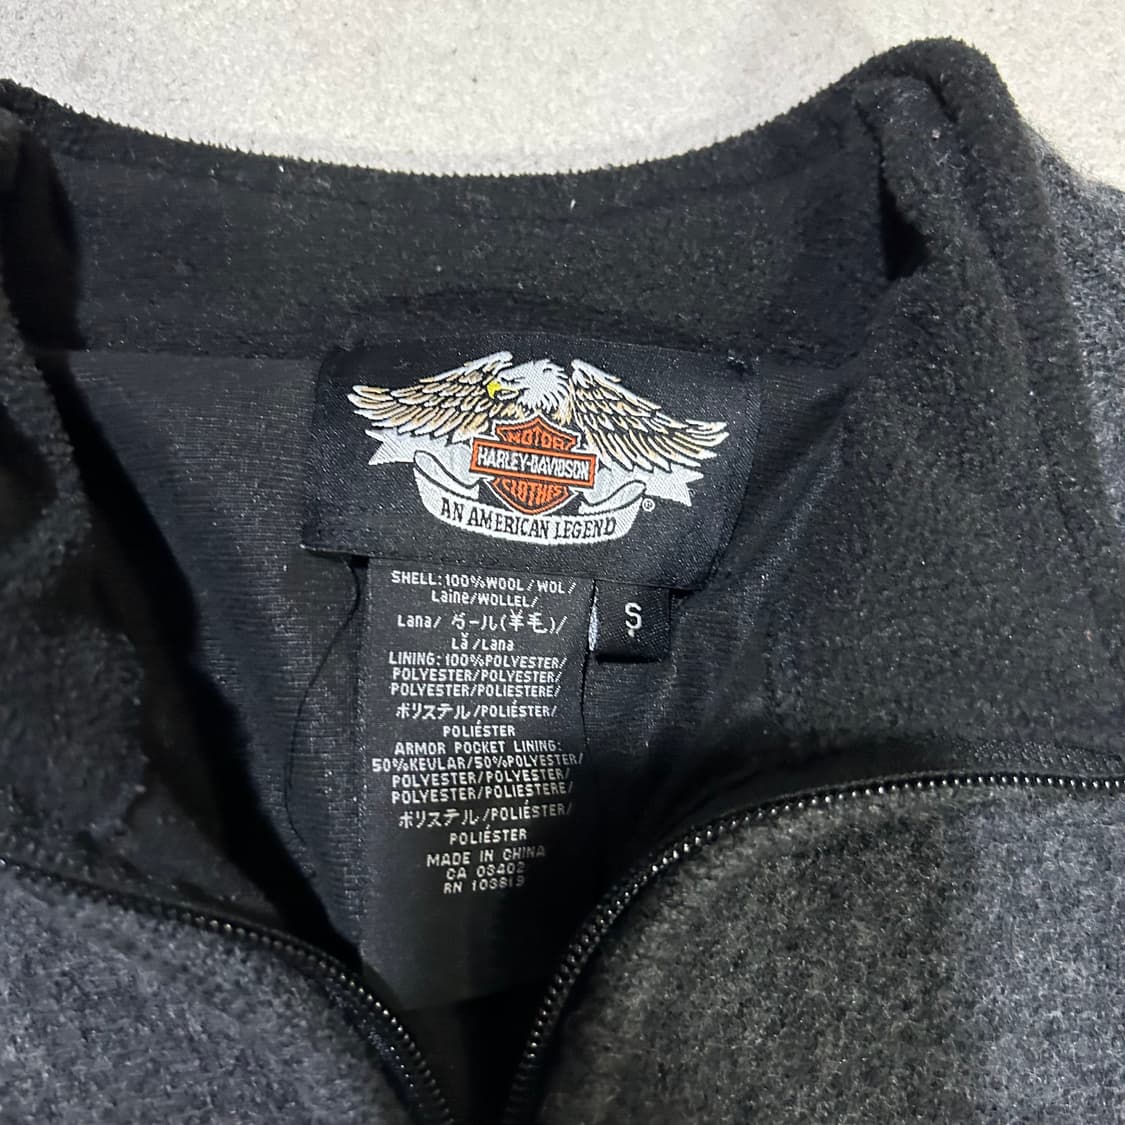 MOTOR
HARLEY-DAVIDSON
CLOTHES
AN AMERICAN LEGEND
®
S
SHELL:100%WOOL/WOL/
Laine/WOLLEL/
Lana/ ウール(羊毛)/
Lã/Lana
LINING:100%POLYESTER/
POLYESTER/POLYESTER/
POLYESTER/POLIESTERE/
ポリステル/POLIÉSTER/
POLIÉSTER
ARMOR POCKET LINING:
50%KEVLAR/50%POLYESTER/
POLYESTER/POLYESTER/
POLYESTER/POLIESTERE/
ポリステル/POLIÉSTER/
POLIÉSTER
MADE IN CHINA
CA 03402
RN 103819